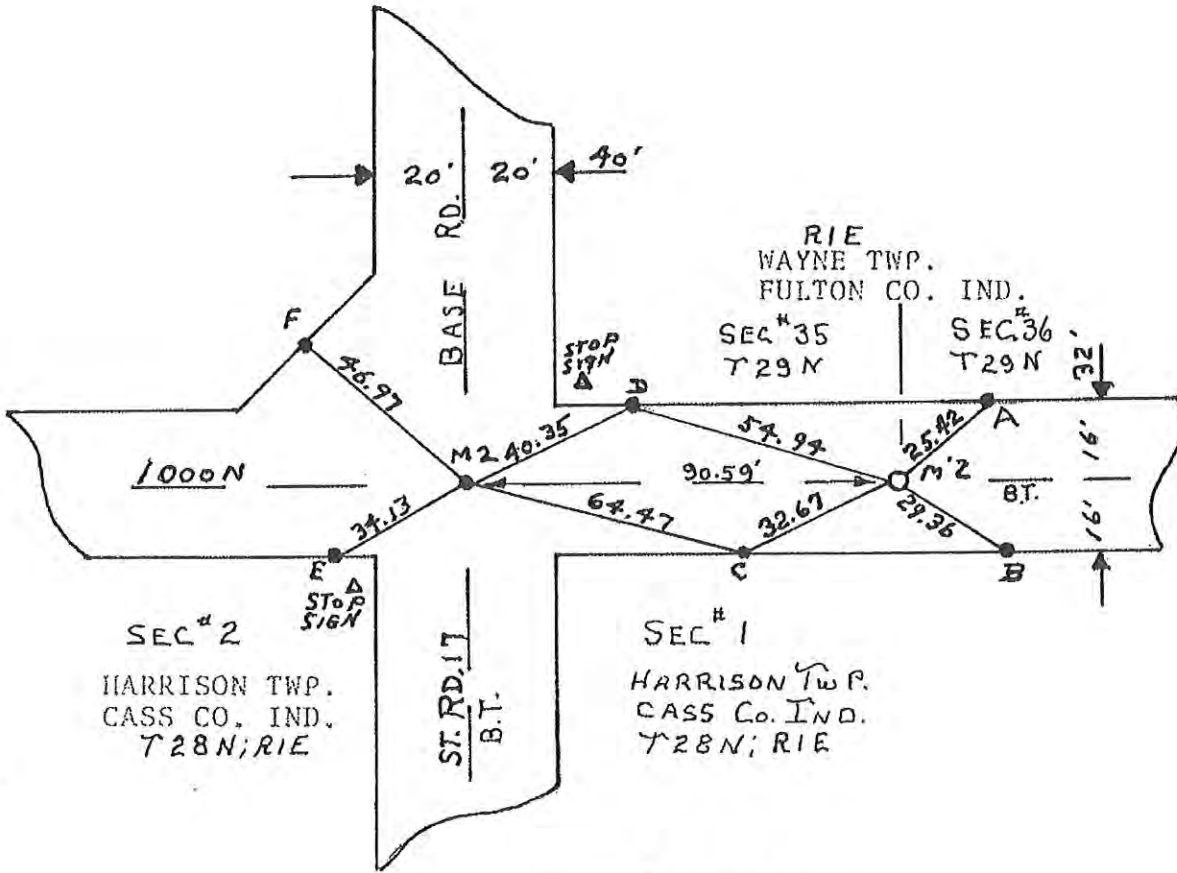 20' 20' 40'
BASE RD.
R1E
WAYNE TWP.
FULTON CO. IND.
SEC # 35
T29N
SEC # 36
T29N
32'
STOP
SIGN
F
46.97
D
A
M2
40.35
54.94
25.42
M'2
1000N
90.59'
B.T.
16'
16'
34.13
64.47
32.67
29.36
E
C
B
STOP
SIGN
SEC # 2
HARRISON TWP.
CASS CO. IND.
T28N; R1E
ST. RD. 17
B.T.
SEC # 1
HARRISON TWP.
CASS CO. IND.
T28N; R1E